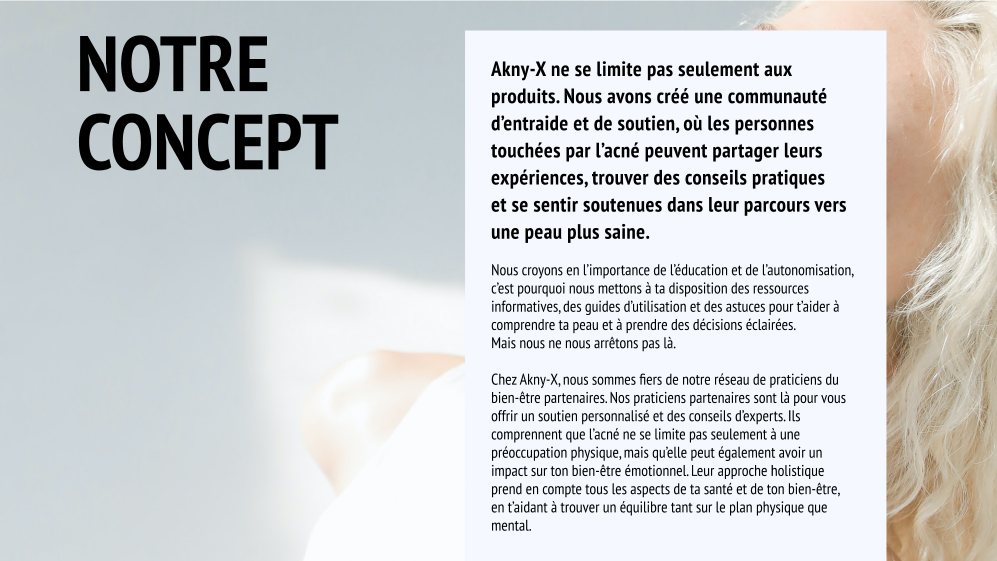 NOTRE
CONCEPT
Akny-X ne se limite pas seulement aux
produits. Nous avons créé une communauté
d’entraide et de soutien, où les personnes
touchées par l’acné peuvent partager leurs
expériences, trouver des conseils pratiques
et se sentir soutenues dans leur parcours vers
une peau plus saine.
Nous croyons en l’importance de l’éducation et de l’autonomisation,
c’est pourquoi nous mettons à ta disposition des ressources
informatives, des guides d’utilisation et des astuces pour t’aider à
comprendre ta peau et à prendre des décisions éclairées.
Mais nous ne nous arrêtons pas là.
Chez Akny-X, nous sommes fiers de notre réseau de praticiens du
bien-être partenaires. Nos praticiens partenaires sont là pour vous
offrir un soutien personnalisé et des conseils d’experts. Ils
comprennent que l’acné ne se limite pas seulement à une
préoccupation physique, mais qu’elle peut également avoir un
impact sur ton bien-être émotionnel. Leur approche holistique
prend en compte tous les aspects de ta santé et de ton bien-être,
en t’aidant à trouver un équilibre tant sur le plan physique que
mental.